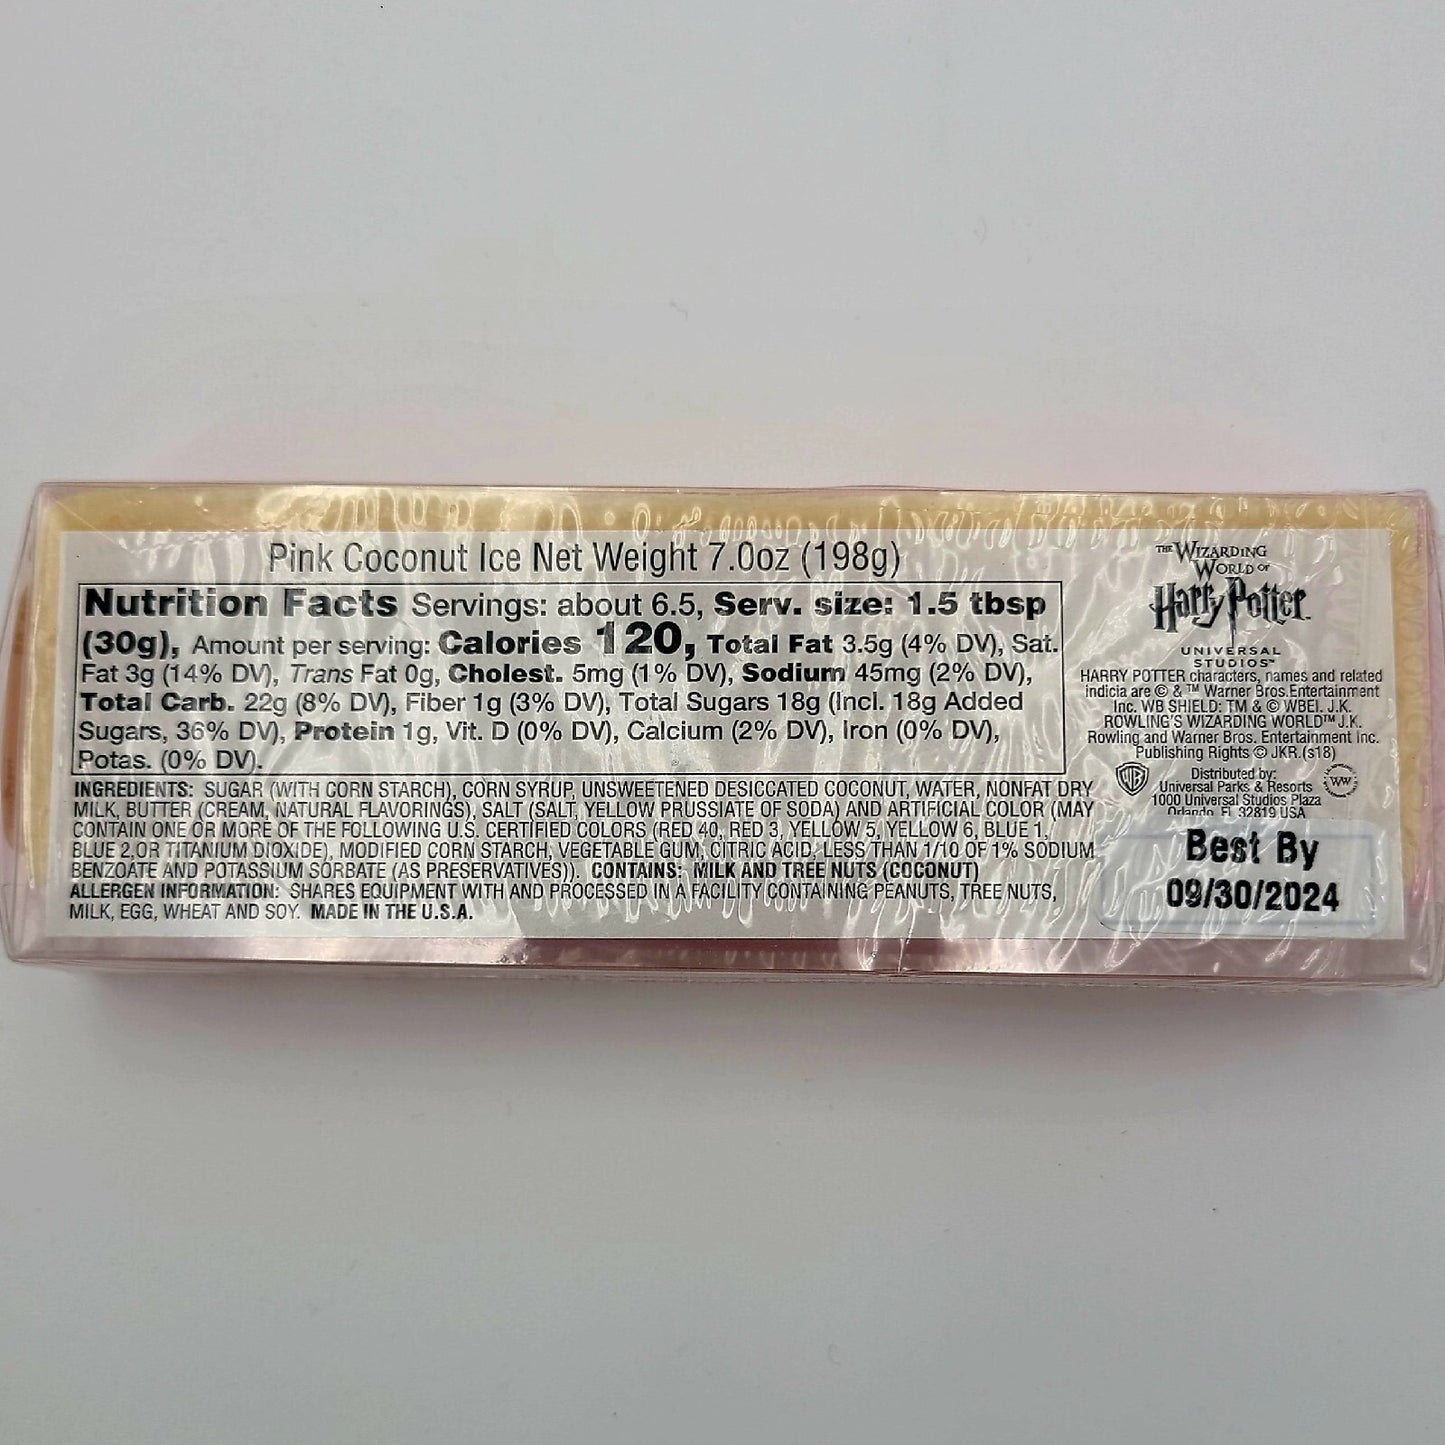 Pink Coconut Ice Net Weight 7.0oz (198g)
Nutrition Facts Servings: about 6.5, Serv. size: 1.5 tbsp
(30g), Amount per serving: Calories 120, Total Fat 3.5g (4% DV), Sat.
Fat 3g (14% DV), Trans Fat 0g, Cholest. 5mg (1% DV), Sodium 45mg (2% DV),
Total Carb. 22g (8% DV), Fiber 1g (3% DV), Total Sugars 18g (Incl. 18g Added
Sugars, 36% DV), Protein 1g, Vit. D (0% DV), Calcium (2% DV), Iron (0% DV),
Potas. (0% DV).
INGREDIENTS: SUGAR (WITH CORN STARCH), CORN SYRUP, UNSWEETENED DESICCATED COCONUT, WATER, NONFAT DRY
MILK, BUTTER (CREAM, NATURAL FLAVORINGS), SALT (SALT, YELLOW PRUSSIATE OF SODA) AND ARTIFICIAL COLOR (MAY
CONTAIN ONE OR MORE OF THE FOLLOWING U.S. CERTIFIED COLORS (RED 40, RED 3, YELLOW 5, YELLOW 6, BLUE 1,
BLUE 2,OR TITANIUM DIOXIDE), MODIFIED CORN STARCH, VEGETABLE GUM, CITRIC ACID, LESS THAN 1/10 OF 1% SODIUM
BENZOATE AND POTASSIUM SORBATE (AS PRESERVATIVES)). CONTAINS: MILK AND TREE NUTS (COCONUT)
ALLERGEN INFORMATION: SHARES EQUIPMENT WITH AND PROCESSED IN A FACILITY CONTAINING PEANUTS, TREE NUTS,
MILK, EGG, WHEAT AND SOY. MADE IN THE U.S.A.
THE WIZARDING
WORLD OF
Harry Potter™
UNIVERSAL
STUDIOS™
HARRY POTTER characters, names and related
indicia are © & ™ Warner Bros.Entertainment
Inc. WB SHIELD: TM & © WBEI. J.K.
ROWLING'S WIZARDING WORLD™ J.K.
Rowling and Warner Bros. Entertainment Inc.
Publishing Rights © JKR.(s18)
WB
Distributed by:
Universal Parks & Resorts
1000 Universal Studios Plaza
Orlando, FL 32819 USA
WW
Best By
09/30/2024